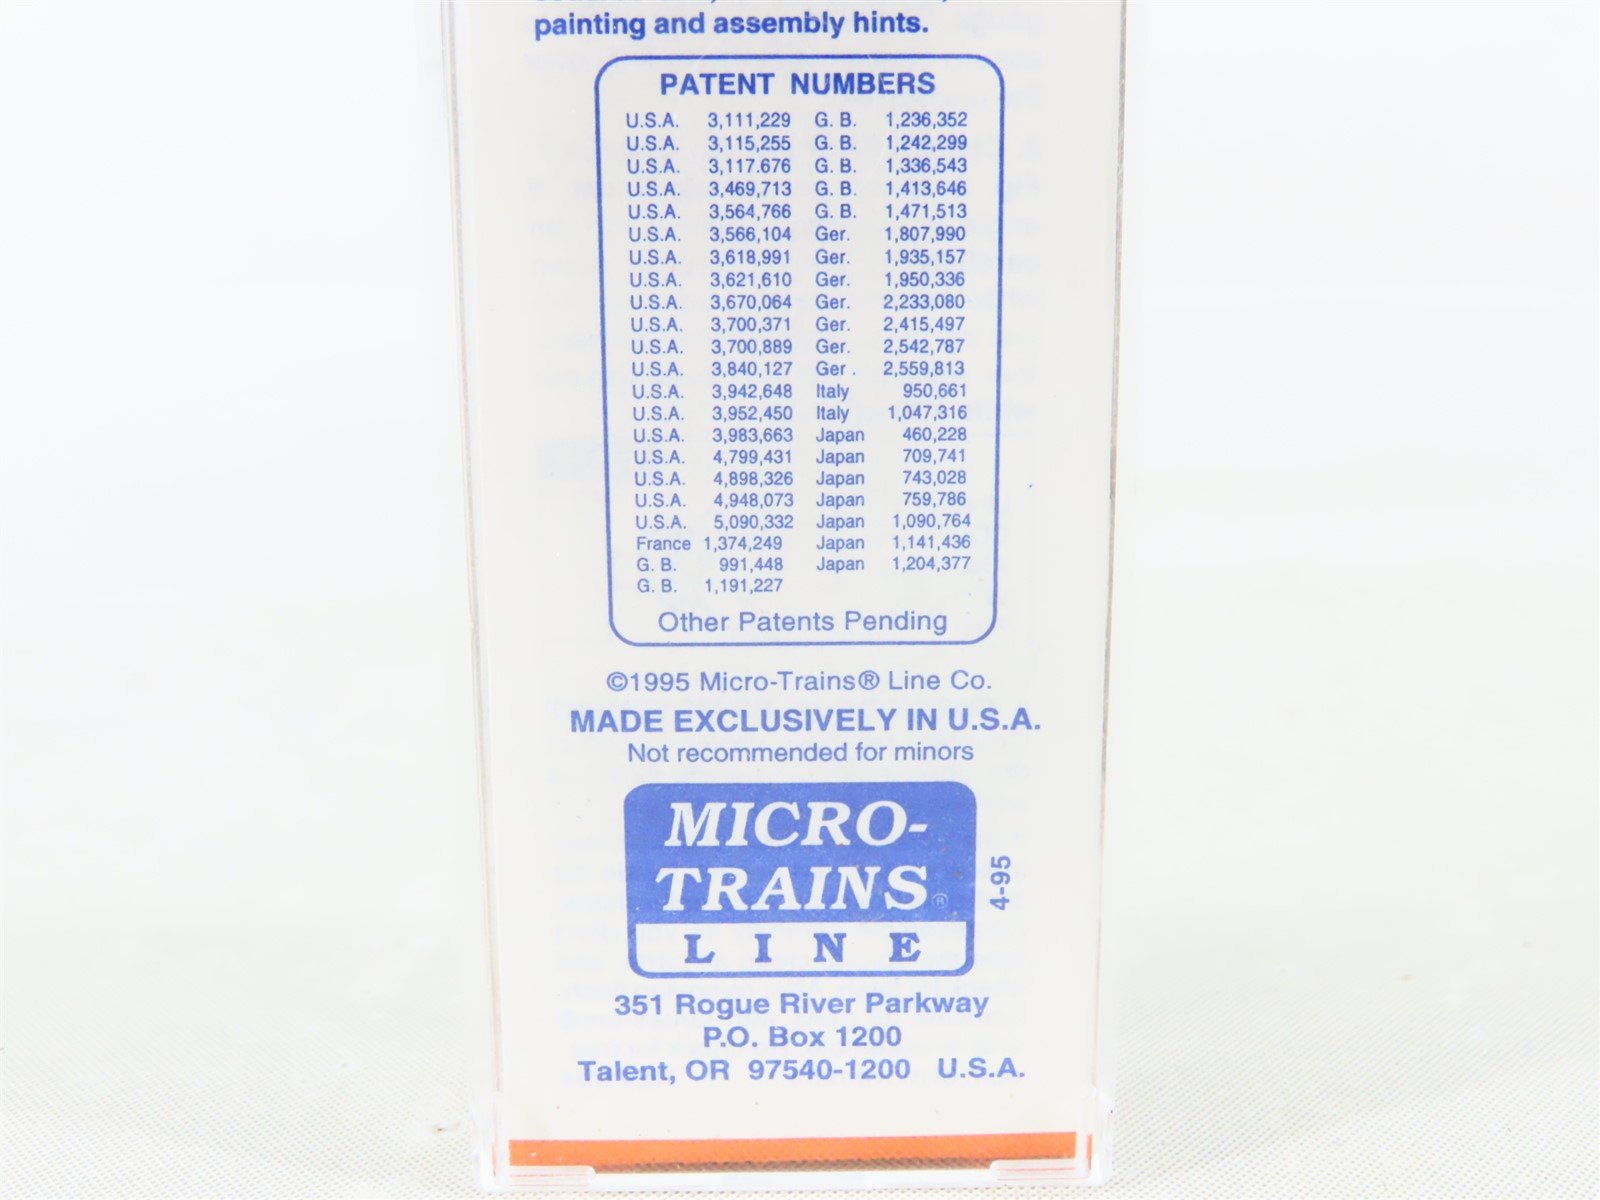 painting and assembly hints.
PATENT NUMBERS
U.S.A. 3,111,229 G. B. 1,236,352
U.S.A. 3,115,255 G. B. 1,242,299
U.S.A. 3,117.676 G. B. 1,336,543
U.S.A. 3,469,713 G. B. 1,413,646
U.S.A. 3,564,766 G. B. 1,471,513
U.S.A. 3,566,104 Ger. 1,807,990
U.S.A. 3,618,991 Ger. 1,935,157
U.S.A. 3,621,610 Ger. 1,950,336
U.S.A. 3,670,064 Ger. 2,233,080
U.S.A. 3,700,371 Ger. 2,415,497
U.S.A. 3,700,889 Ger. 2,542,787
U.S.A. 3,840,127 Ger . 2,559,813
U.S.A. 3,942,648 Italy 950,661
U.S.A. 3,952,450 Italy 1,047,316
U.S.A. 3,983,663 Japan 460,228
U.S.A. 4,799,431 Japan 709,741
U.S.A. 4,898,326 Japan 743,028
U.S.A. 4,948,073 Japan 759,786
U.S.A. 5,090,332 Japan 1,090,764
France 1,374,249 Japan 1,141,436
G. B. 991,448 Japan 1,204,377
G. B. 1,191,227
Other Patents Pending
©1995 Micro-Trains® Line Co.
MADE EXCLUSIVELY IN U.S.A.
Not recommended for minors
MICRO-
TRAINS®
LINE
4-95
351 Rogue River Parkway
P.O. Box 1200
Talent, OR 97540-1200 U.S.A.